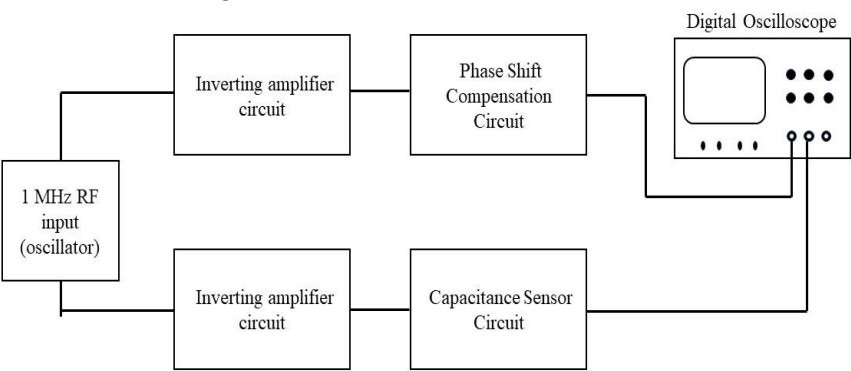 Digital Oscilloscope
Inverting amplifier
circuit
Phase Shift
Compensation
Circuit
1 MHz RF
input
(oscillator)
Inverting amplifier
circuit
Capacitance Sensor
Circuit